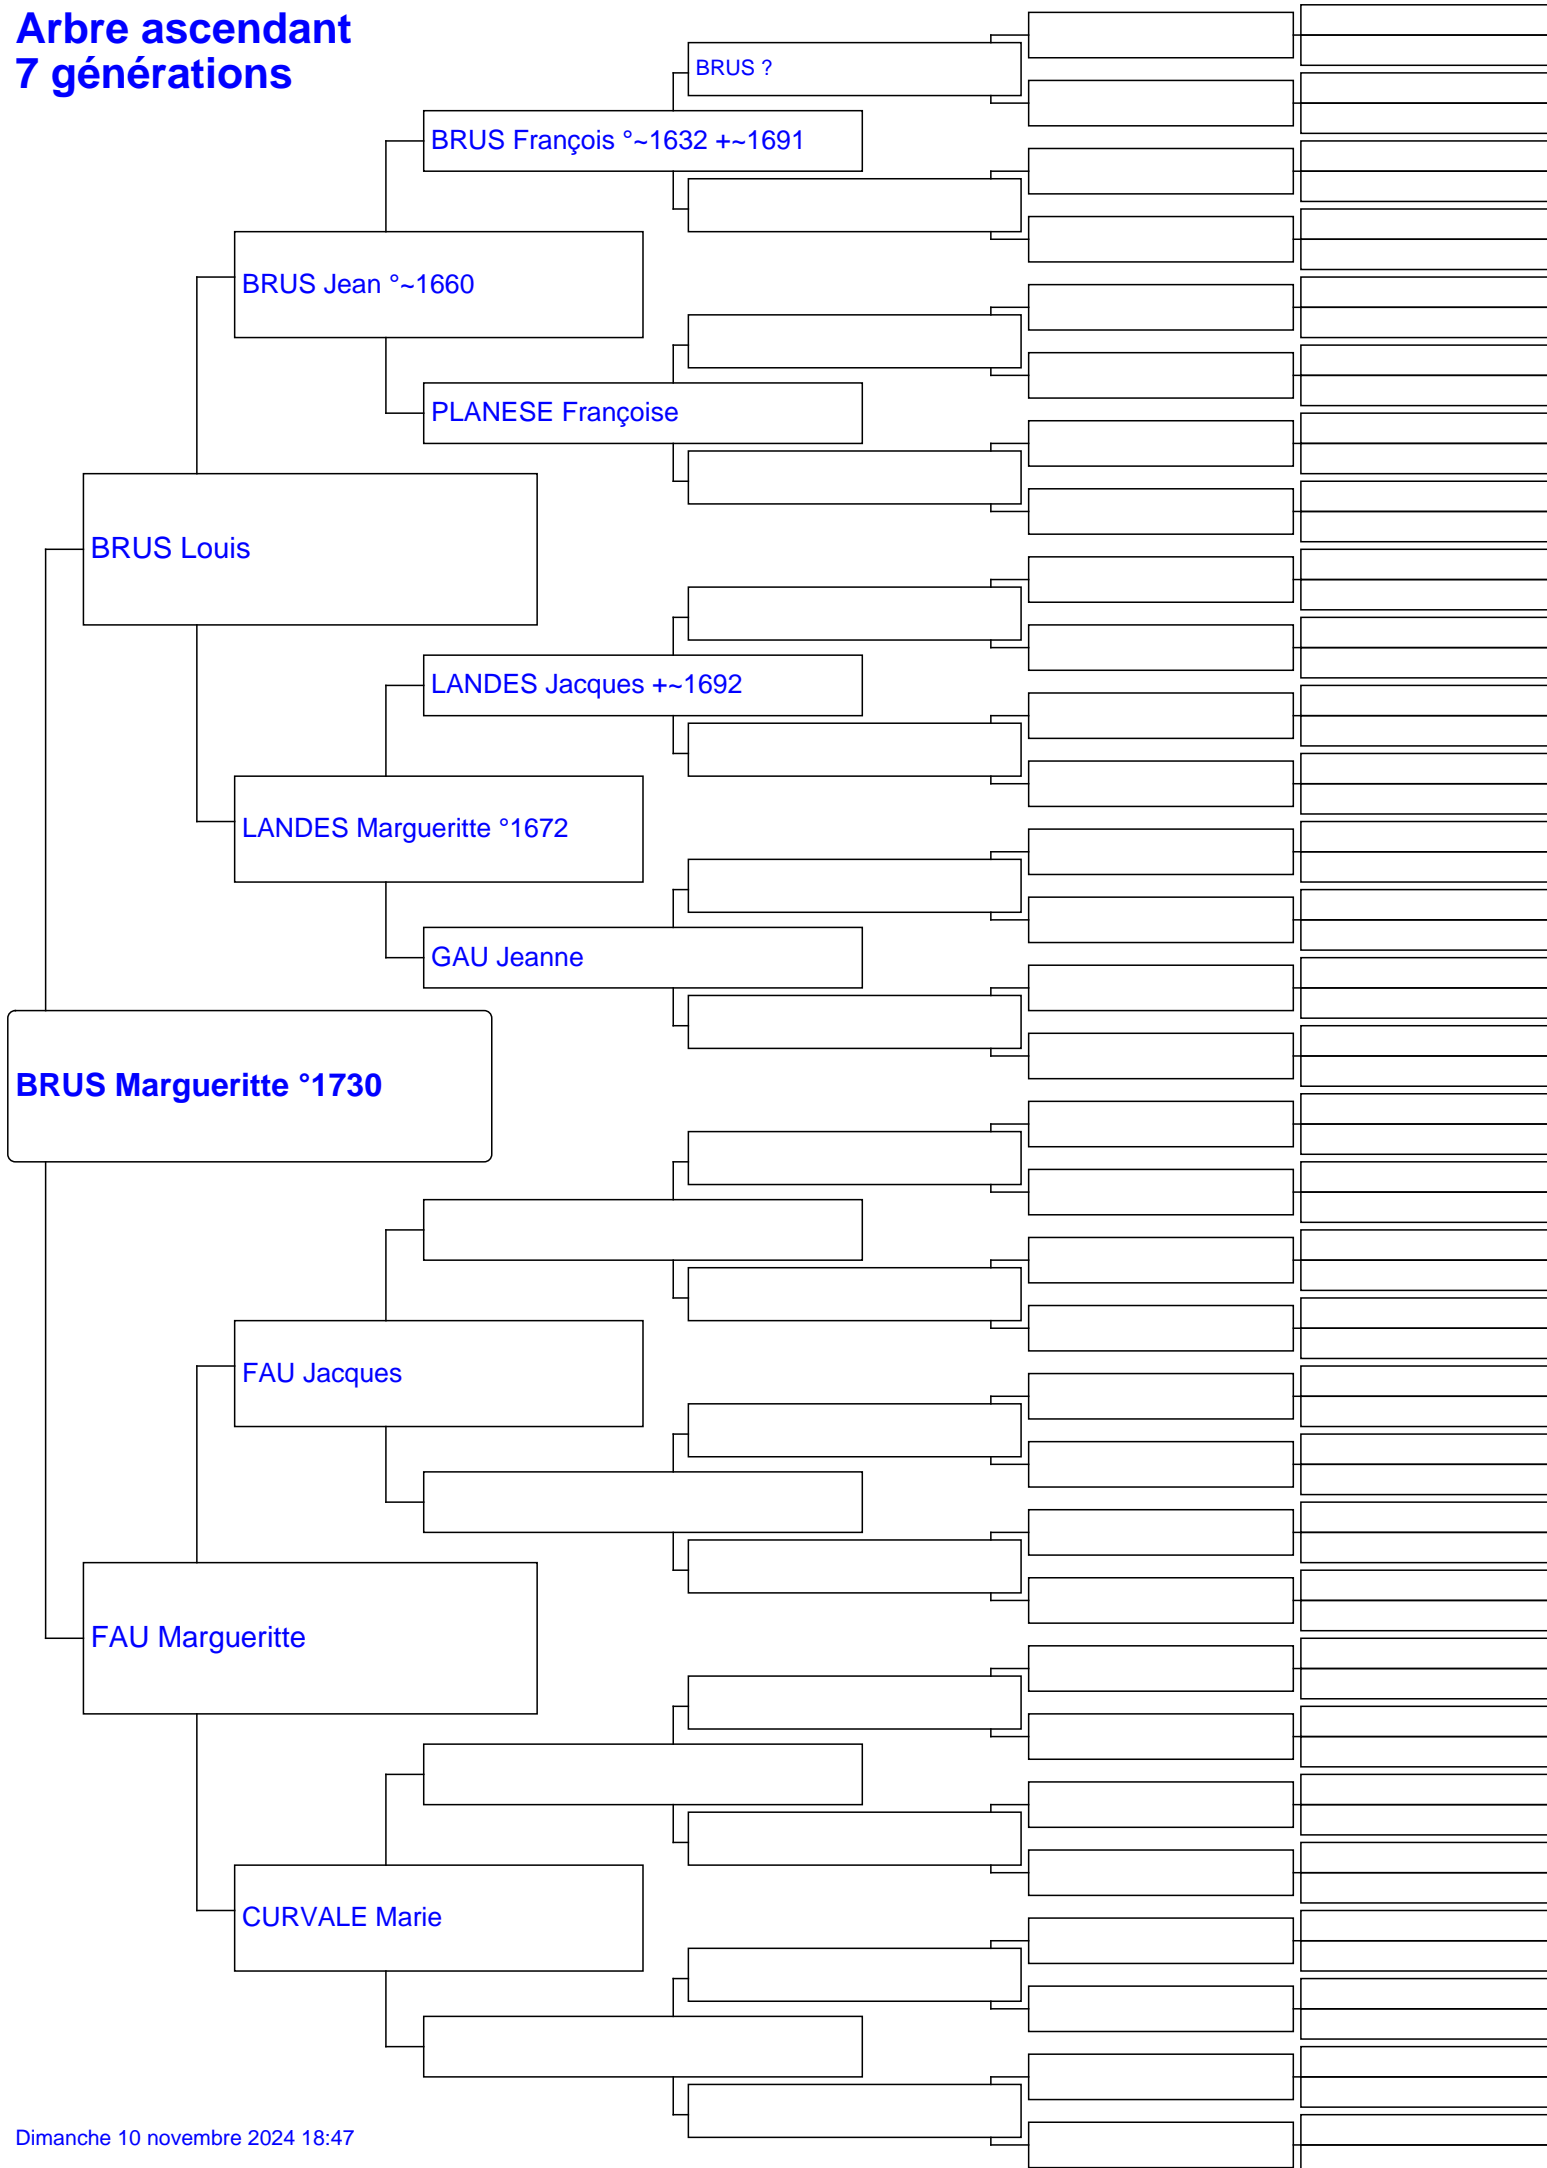 Arbre ascendant
7 générations
BRUS ?
BRUS François °~1632 +~1691
BRUS Jean °~1660
PLANESE Françoise
BRUS Louis
LANDES Jacques +~1692
LANDES Margueritte °1672
GAU Jeanne
BRUS Margueritte °1730
FAU Jacques
FAU Margueritte
CURVALE Marie
Dimanche 10 novembre 2024 18:47